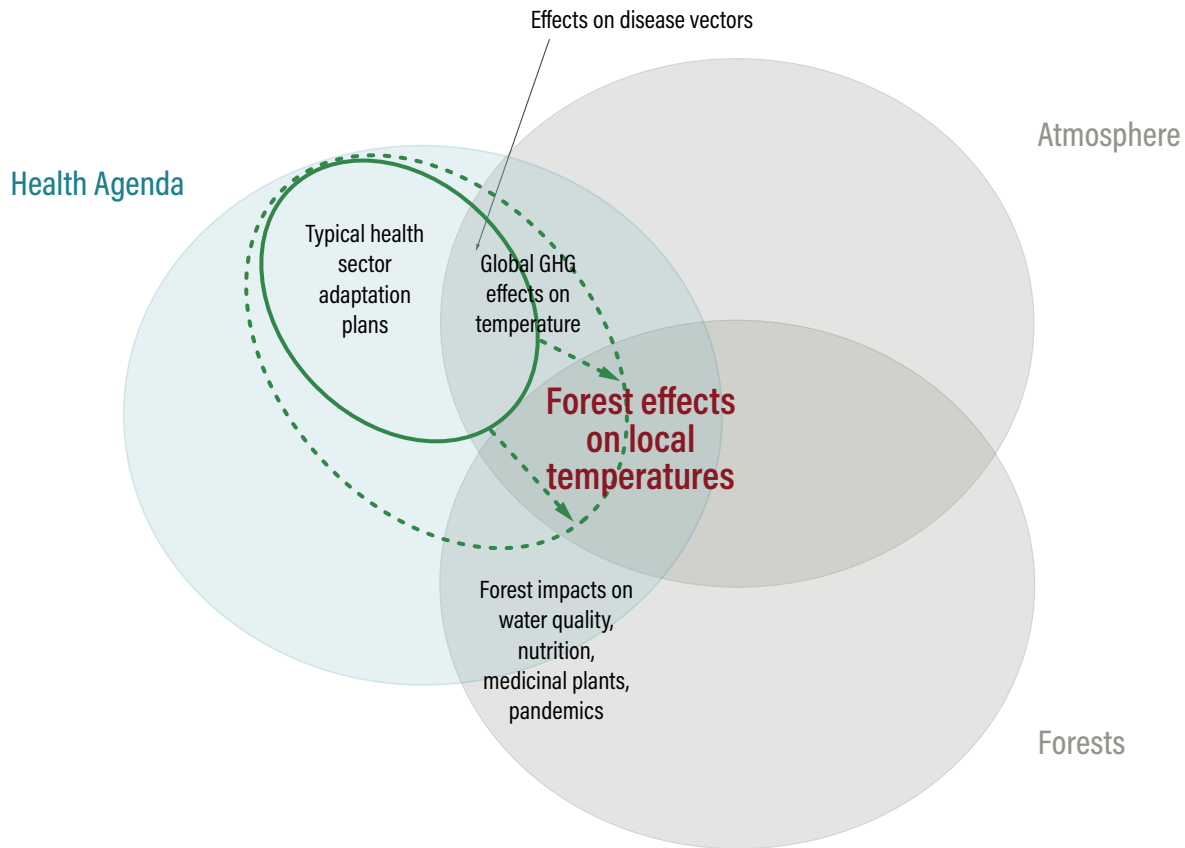 Effects on disease vectors
Atmosphere
Health Agenda
Typical health
sector
adaptation
plans
Global GHG
effects on
temperature
Forest effects
on local
temperatures
Forest impacts on
water quality,
nutrition,
medicinal plants,
pandemics
Forests